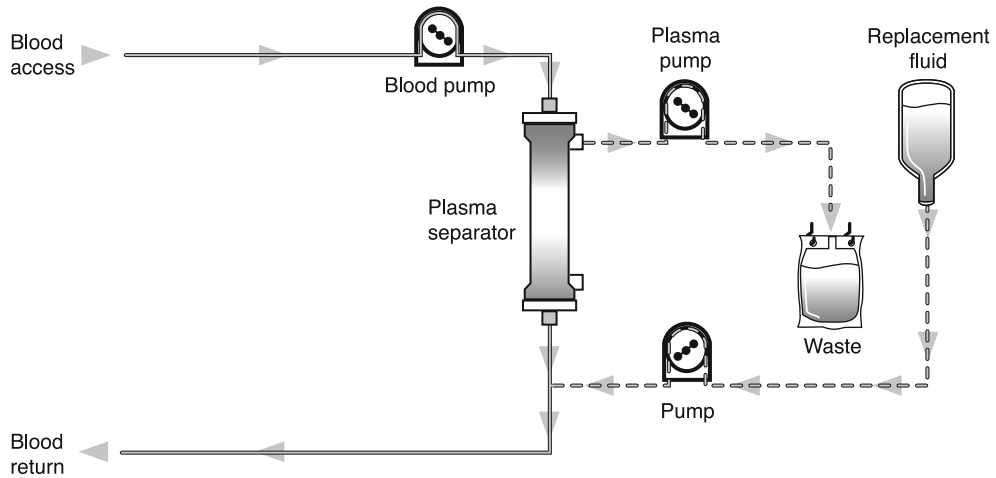 Blood
access
Blood pump
Plasma
pump
Replacement
fluid
Plasma
separator
Waste
Pump
Blood
return